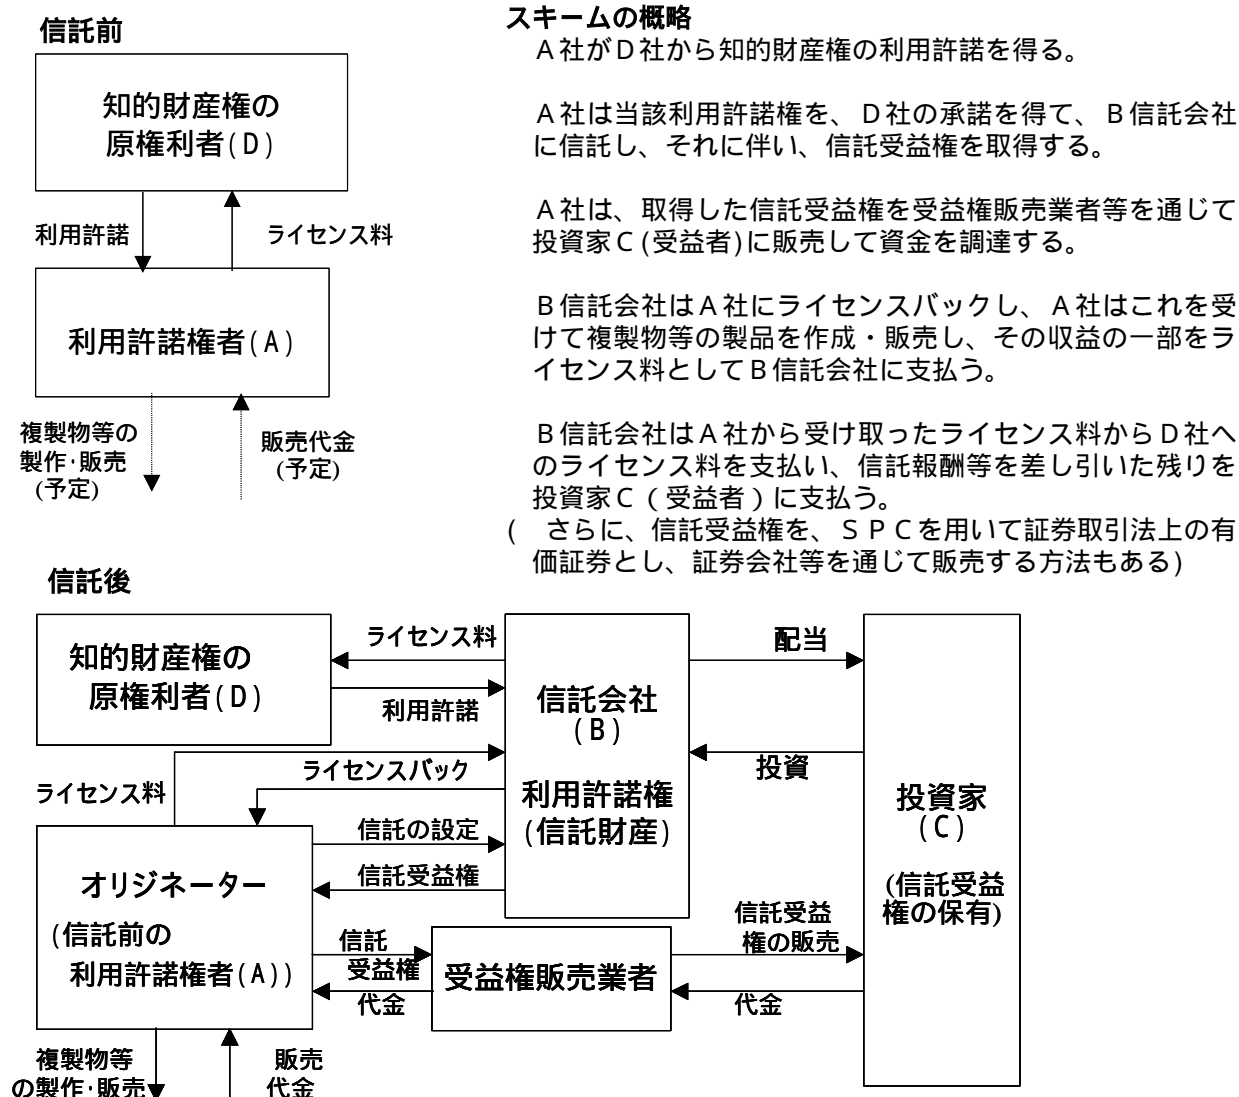 信託前
知的財産権の
原権利者(D)
利用許諾
ライセンス料
利用許諾権者(A)
複製物等の
製作・販売
(予定)
販売代金
(予定)
スキームの概略
A社がD社から知的財産権の利用許諾を得る。
A社は当該利用許諾権を、D社の承諾を得て、B信託会社
に信託し、それに伴い、信託受益権を取得する。
A社は、取得した信託受益権を受益権販売業者等を通じて
投資家C(受益者)に販売して資金を調達する。
B信託会社はA社にライセンスバックし、A社はこれを受
けて複製物等の製品を作成・販売し、その収益の一部をラ
イセンス料としてB信託会社に支払う。
B信託会社はA社から受け取ったライセンス料からD社へ
のライセンス料を支払い、信託報酬等を差し引いた残りを
投資家C(受益者)に支払う。
( さらに、信託受益権を、SPCを用いて証券取引法上の有
価証券とし、証券会社等を通じて販売する方法もある)
信託後
知的財産権の
原権利者(D)
ライセンス料
利用許諾
ライセンス料
ライセンスバック
信託の設定
信託受益権
オリジネーター
(信託前の
利用許諾権者(A))
信託会社
(B)
利用許諾権
(信託財産)
配当
投資
投資家
(C)
(信託受益
権の保有)
信託
受益権
代金
受益権販売業者
信託受益
権の販売
代金
複製物等
の製作・販売
販売
代金